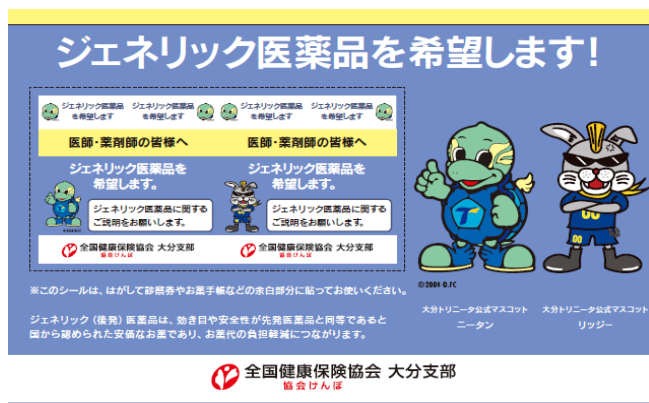 ジェネリック医薬品を希望します!
ジェネリック医薬品
を希望します
ジェネリック医薬品
を希望します
ジェネリック医薬品
を希望します
ジェネリック医薬品
を希望します
医師・薬剤師の皆様へ
医師・薬剤師の皆様へ
ジェネリック医薬品を
希望します。
ジェネリック医薬品を
希望します。
ジェネリック医薬品に関する
ご説明をお願いします。
ジェネリック医薬品に関する
ご説明をお願いします。
全国健康保険協会 大分支部
協会けんぽ
全国健康保険協会 大分支部
協会けんぽ
©2004 O.FC
※このシールは、はがして診察券やお薬手帳などの余白部分に貼ってお使いください。
大分トリニータ公式マスコット
ニータン
大分トリニータ公式マスコット
リッジー
ジェネリック(後発)医薬品は、効き目や安全性が先発医薬品と同等であると
国から認められた安価なお薬であり、お薬代の負担軽減につながります。
全国健康保険協会 大分支部
協会けんぽ